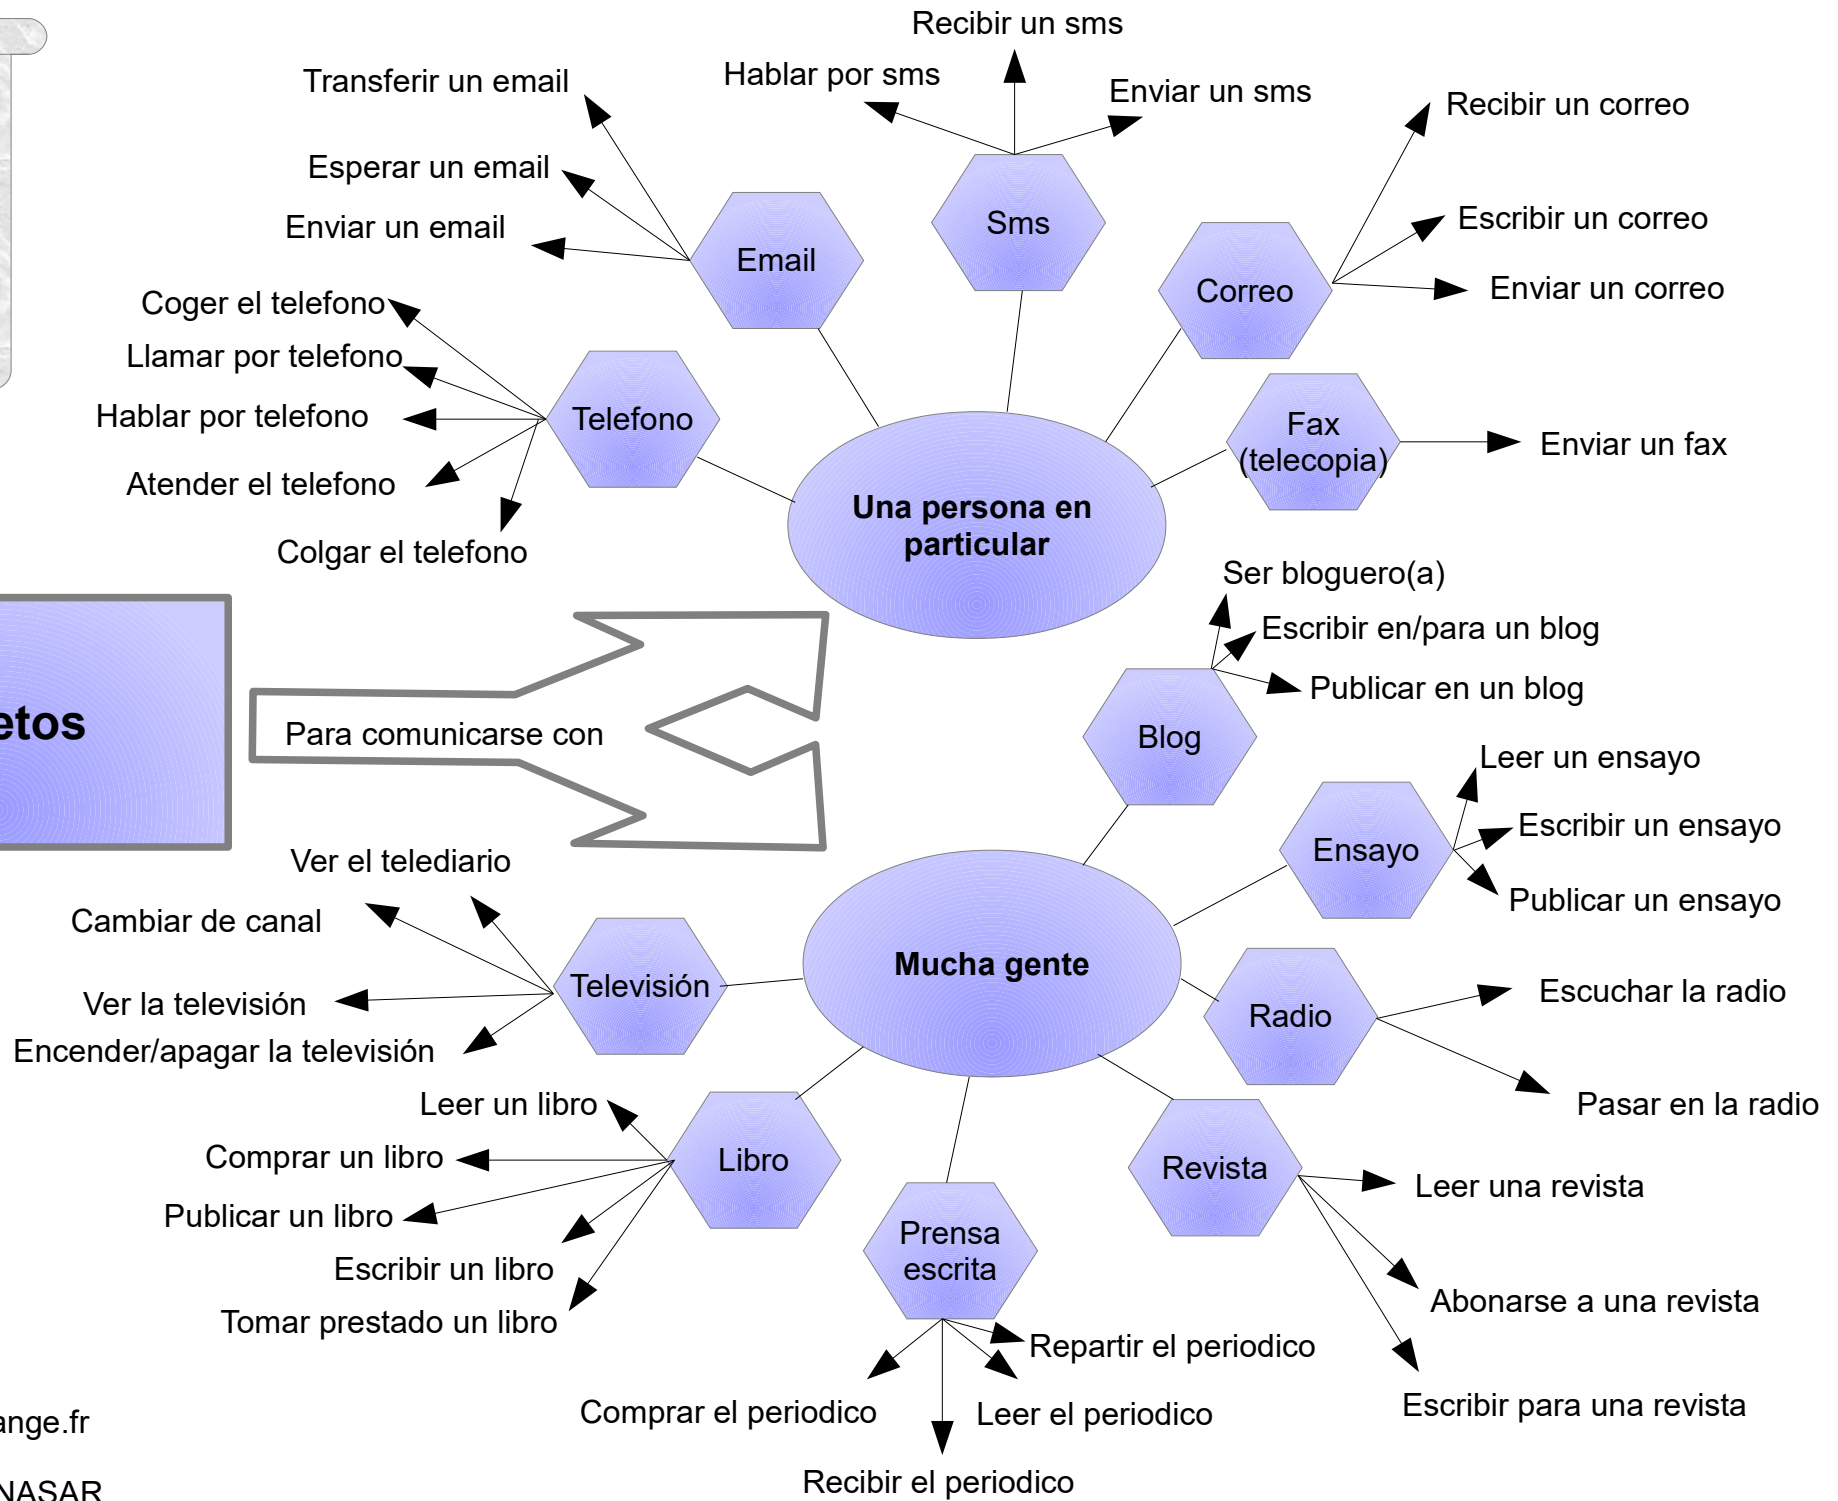 Recibir un sms
Hablar por sms
Enviar un sms
Transferir un email
Esperar un email
Enviar un email
Recibir un correo
Escribir un correo
Enviar un correo
Email
Sms
Correo
Coger el telefono
Llamar por telefono
Hablar por telefono
Atender el telefono
Colgar el telefono
Telefono
Fax
(telecopia)
Enviar un fax
Una persona en
particular
Ser bloguero(a)
Escribir en/para un blog
Publicar en un blog
Blog
etos
Para comunicarse con
Leer un ensayo
Escribir un ensayo
Publicar un ensayo
Ensayo
Ver el telediario
Cambiar de canal
Ver la televisión
Encender/apagar la televisión
Televisión
Mucha gente
Radio
Escuchar la radio
Pasar en la radio
Leer un libro
Comprar un libro
Publicar un libro
Escribir un libro
Tomar prestado un libro
Libro
Prensa
escrita
Revista
Leer una revista
Abonarse a una revista
Escribir para una revista
Repartir el periodico
Comprar el periodico
Leer el periodico
Recibir el periodico
ange.fr
NASAR